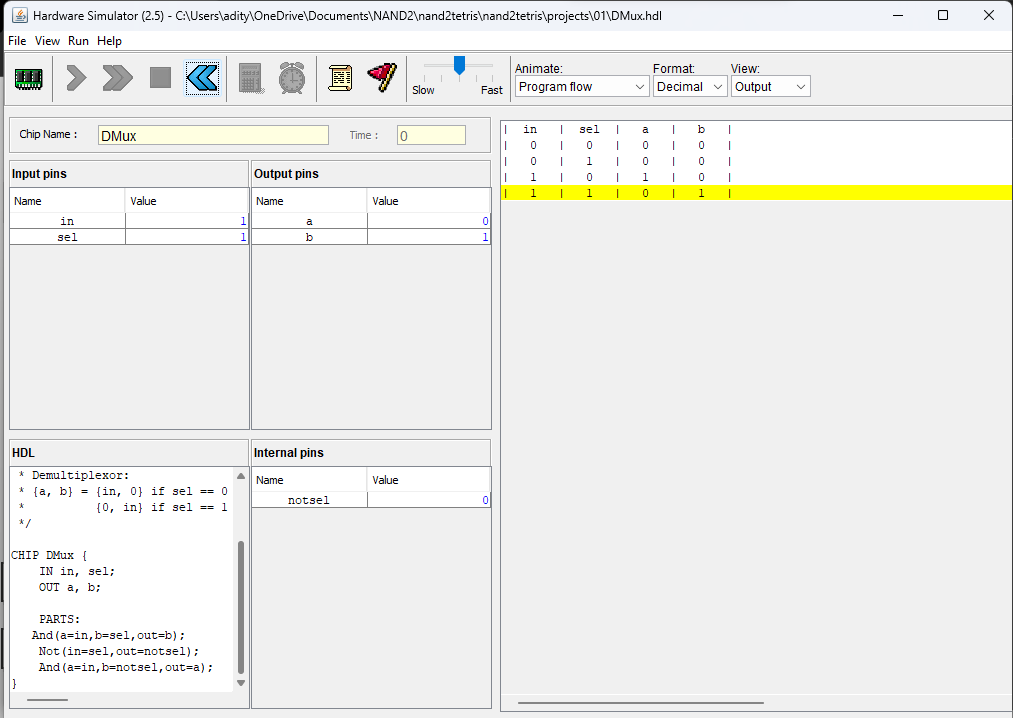 Hardware Simulator (2.5) - C:\Users\adity\OneDrive\Documents\NAND2\nand2tetris\nand2tetris\projects\01\DMux.hdl
File View Run Help
Slow Fast
Animate: Format: View:
Program flow Decimal Output
Chip Name : DMux Time : 0
Input pins
Name Value
in 1
sel 1
Output pins
Name Value
a 0
b 1
HDL
* Demultiplexor:
* {a, b} = {in, 0} if sel == 0
* {0, in} if sel == 1
*/
CHIP DMux {
IN in, sel;
OUT a, b;
PARTS:
And(a=in,b=sel,out=b);
Not(in=sel,out=notsel);
And(a=in,b=notsel,out=a);
}
Internal pins
Name Value
notsel 0
| in | sel | a | b |
| 0 | 0 | 0 | 0 |
| 0 | 1 | 0 | 0 |
| 1 | 0 | 1 | 0 |
| 1 | 1 | 0 | 1 |